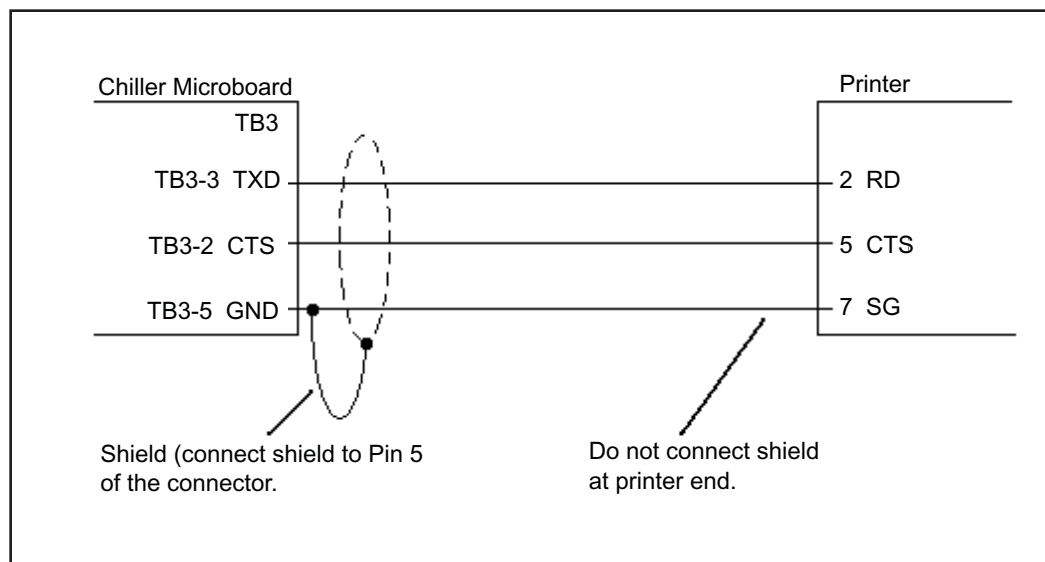 Chiller Microboard
Printer
TB3
TB3-3 TXD
2 RD
TB3-2 CTS
5 CTS
TB3-5 GND
7 SG
Shield (connect shield to Pin 5
of the connector.
Do not connect shield
at printer end.